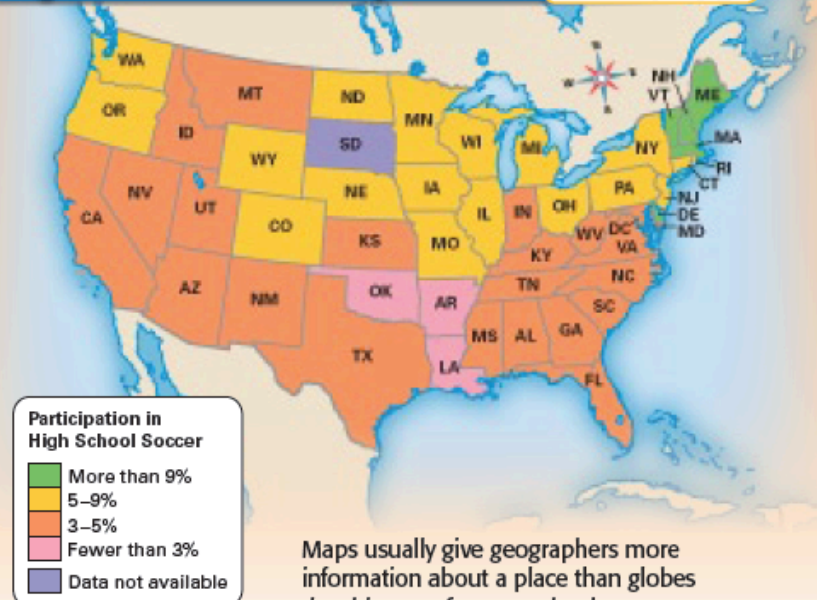 WA
OR
CA
NV
ID
MT
WY
UT
CO
AZ
NM
ND
SD
NE
KS
OK
TX
MN
IA
MO
AR
LA
WI
IL
MI
IN
OH
KY
TN
MS
AL
GA
FL
SC
NC
VA
WV
DC
PA
NY
VT
NH
ME
MA
RI
CT
NJ
DE
MD
Participation in
High School Soccer
More than 9%
5–9%
3–5%
Fewer than 3%
Data not available
Maps usually give geographers more
information about a place than globes